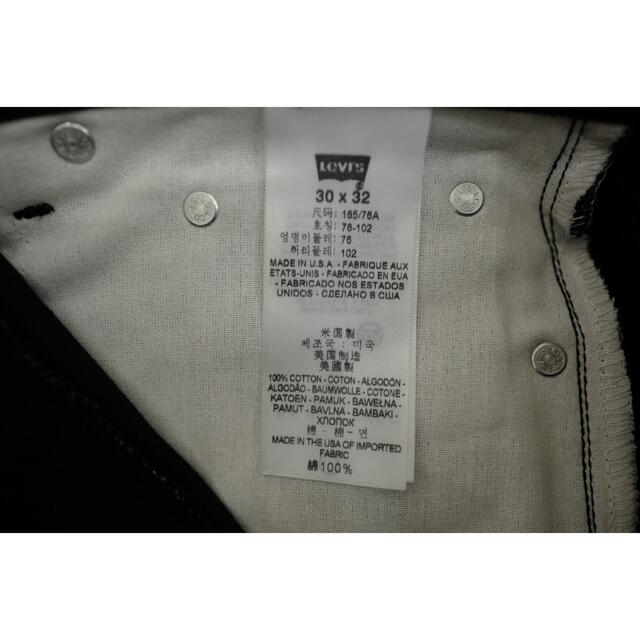 Levi's
®
30 x 32
尺码: 165/76A
호칭: 76-102
엉덩이둘레: 76
허리둘레: 102
MADE IN U.S.A. - FABRIQUE AUX
ETATS-UNIS - FABRICADO EN EUA
- FABRICADO NOS ESTADOS
UNIDOS - СДЕЛАНО В США
米国製
제조국 : 미국
美国制造
美國製
100% COTTON - COTON - ALGODÓN -
ALGODÃO - BAUMWOLLE - COTONE -
KATOEN - PAMUK - BAWEŁNA -
PAMUT - BAVLNA - BAMBAKI -
ХЛОПОК
棉 - 棉 - 면
MADE IN THE USA OF IMPORTED
FABRIC
綿100%